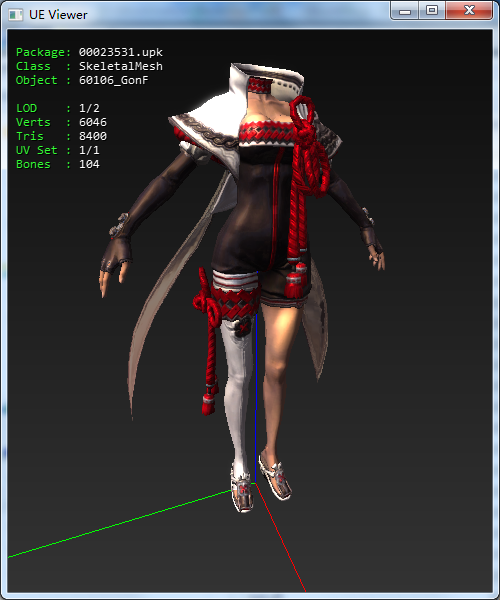 UE Viewer
Package: 00023531.upk
Class  : SkeletalMesh
Object : 60106_GonF
LOD    : 1/2
Verts  : 6046
Tris   : 8400
UV Set : 1/1
Bones  : 104